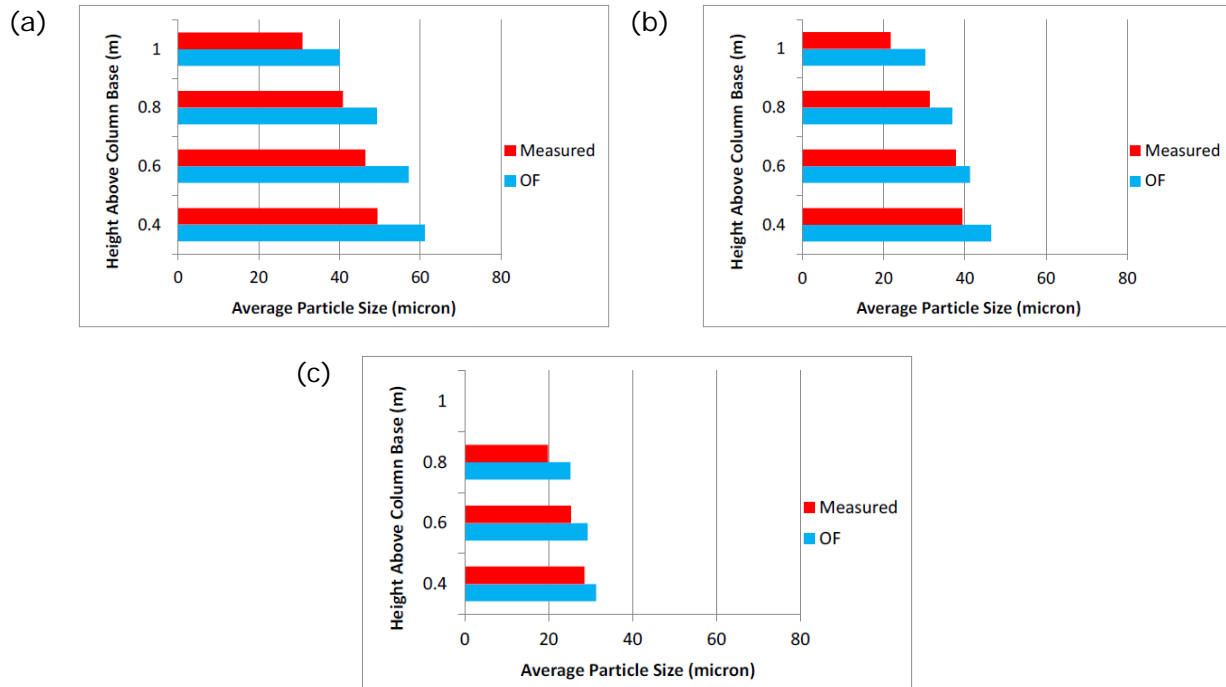 (a)
Height Above Column Base (m)
1
0.8
0.6
0.4
0 20 40 60 80
Average Particle Size (micron)
Measured
OF
(b)
Height Above Column Base (m)
1
0.8
0.6
0.4
0 20 40 60 80
Average Particle Size (micron)
Measured
OF
(c)
Height Above Column Base (m)
1
0.8
0.6
0.4
0 20 40 60 80
Average Particle Size (micron)
Measured
OF